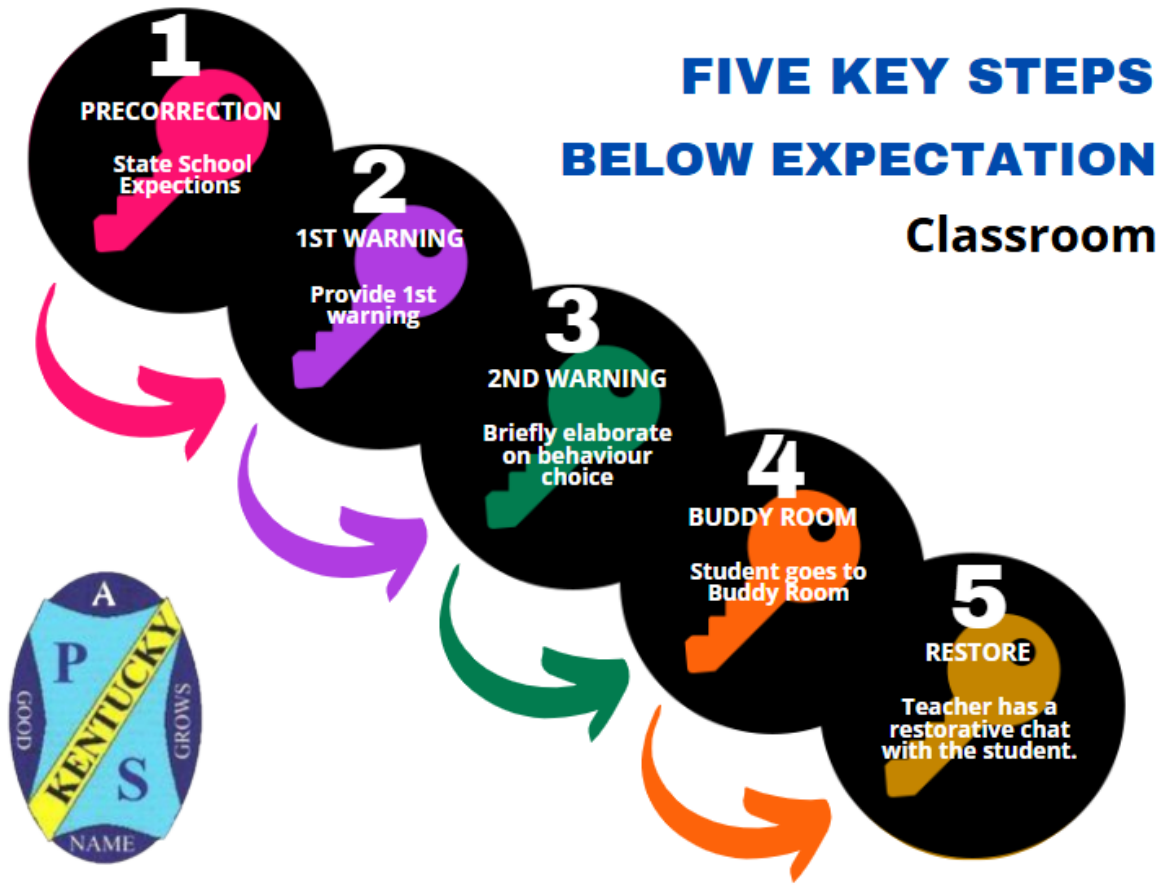 FIVE KEY STEPS
BELOW EXPECTATION
Classroom
1
PRECORRECTION
State School
Expections
2
1ST WARNING
Provide 1st
warning
3
2ND WARNING
Briefly elaborate
on behaviour
choice
4
BUDDY ROOM
Student goes to
Buddy Room
5
RESTORE
Teacher has a
restorative chat
with the student.
A
GOOD
NAME
GROWS
P
KENTUCKY
S